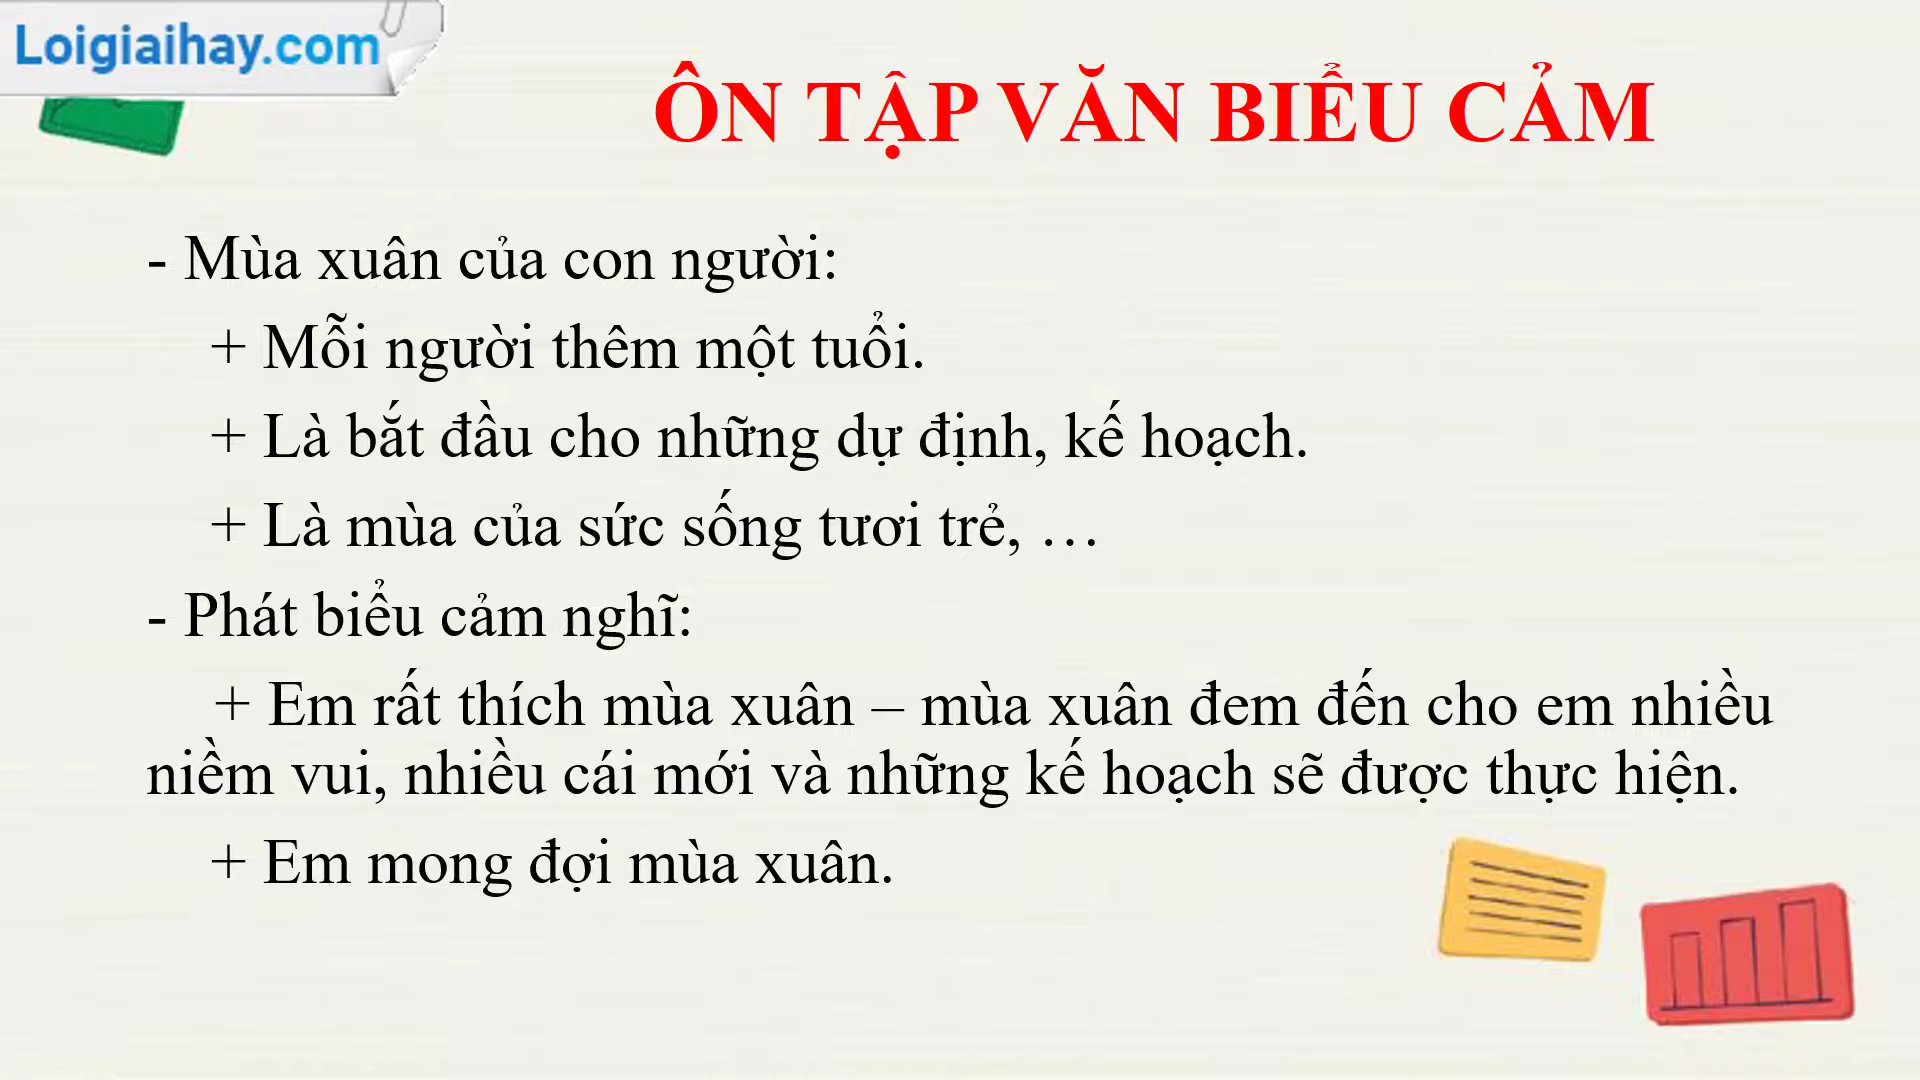 Loigiaihay.com
ÔN TẬP VĂN BIỂU CẢM
- Mùa xuân của con người:
+ Mỗi người thêm một tuổi.
+ Là bắt đầu cho những dự định, kế hoạch.
+ Là mùa của sức sống tươi trẻ, …
- Phát biểu cảm nghĩ:
+ Em rất thích mùa xuân – mùa xuân đem đến cho em nhiều
niềm vui, nhiều cái mới và những kế hoạch sẽ được thực hiện.
+ Em mong đợi mùa xuân.